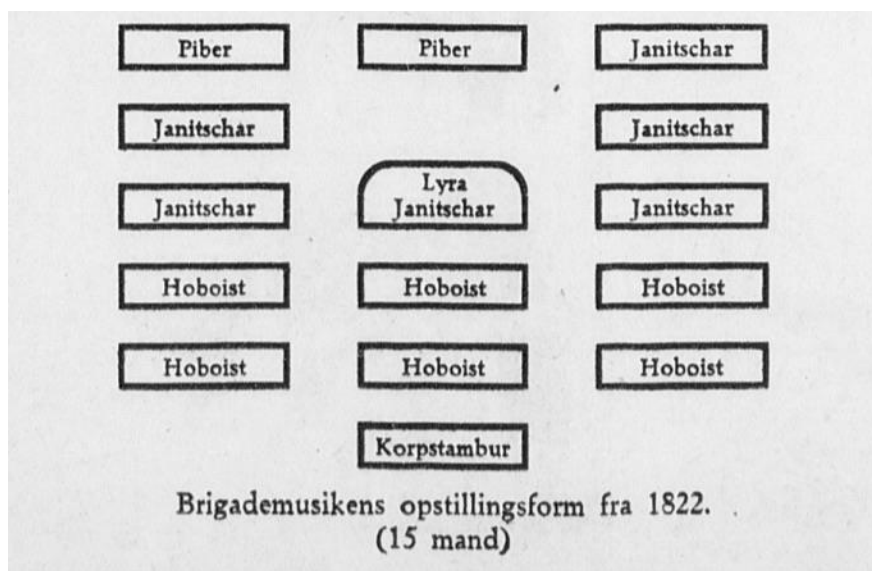 Piber Piber Janitschar
Janitschar Janitschar
Lyra
Janitschar Janitschar Janitschar
Hoboist Hoboist Hoboist
Hoboist Hoboist Hoboist
Korpstambur
Brigademusikens opstillingsform fra 1822.
(15 mand)